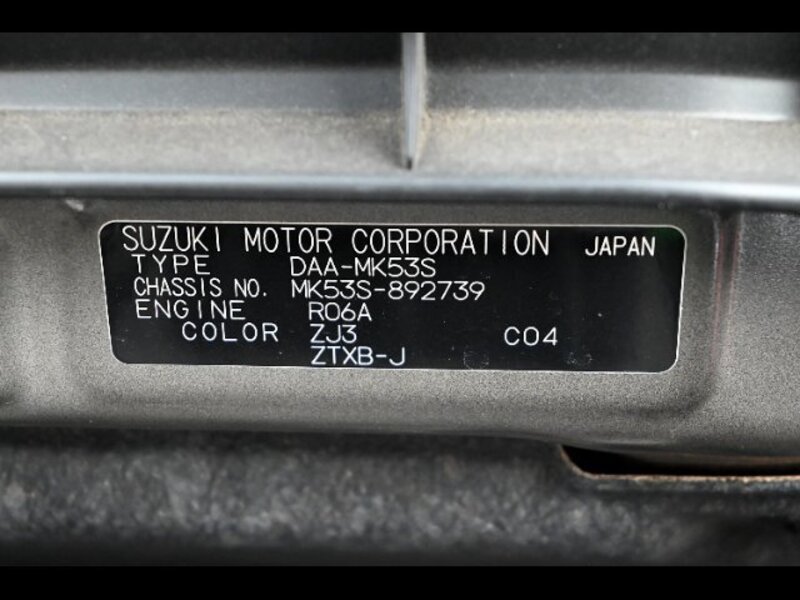 SUZUKI MOTOR CORPORATION JAPAN
TYPE DAA-MK53S
CHASSIS NO. MK53S-892739
ENGINE R06A
COLOR ZJ3 C04
ZTXB-J